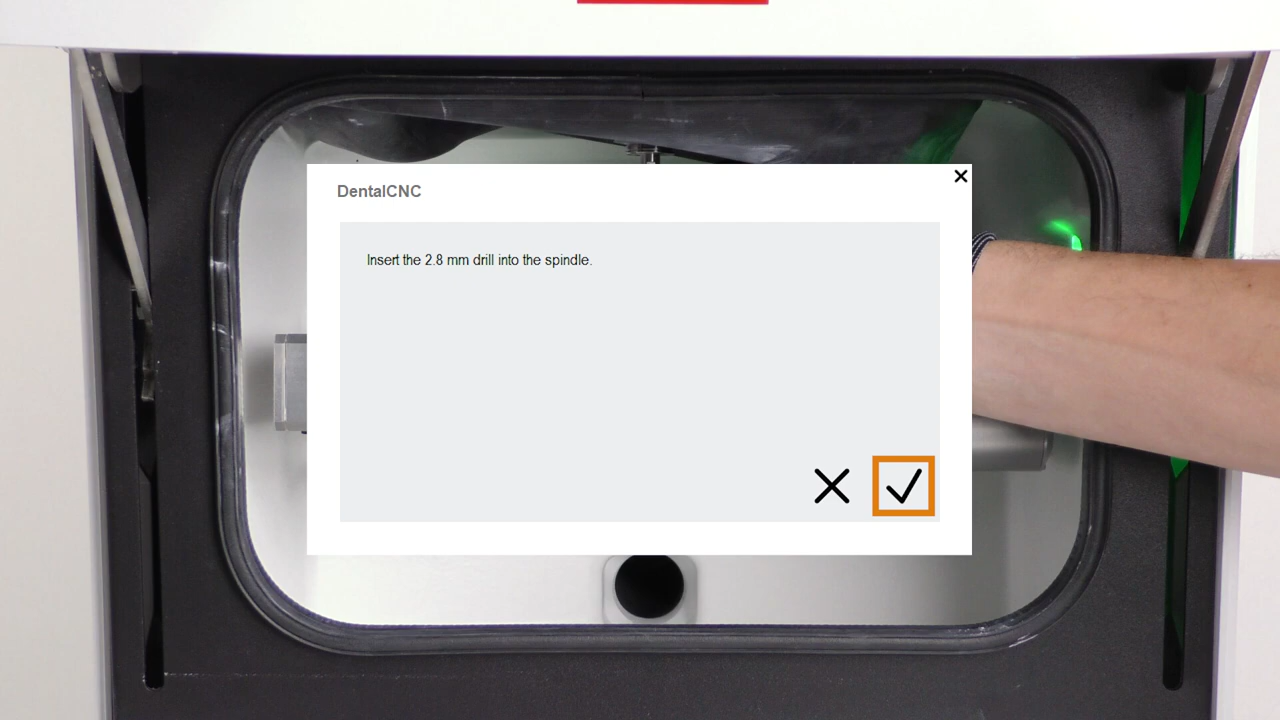 DentalCNC
Insert the 2.8 mm drill into the spindle.